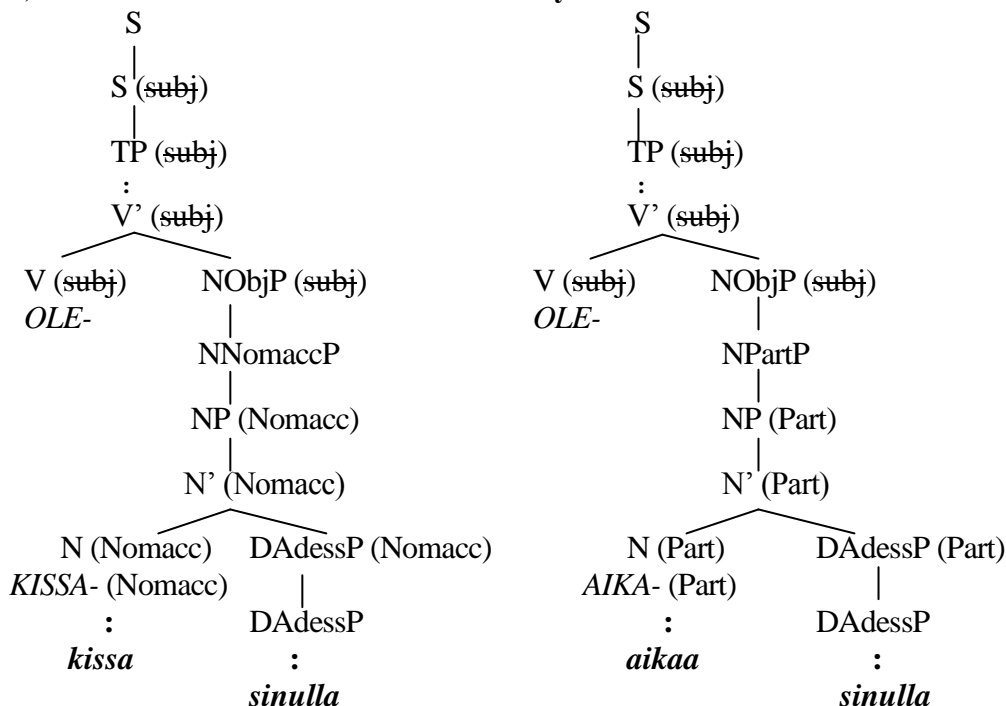 S S
S (subj) S (subj)
TP (subj) TP (subj)
: :
V’ (subj) V’ (subj)
V (subj) NObjP (subj) V (subj) NObjP (subj)
OLE- OLE-
NNomaccP NPartP
NP (Nomacc) NP (Part)
N’ (Nomacc) N’ (Part)
N (Nomacc) DAdessP (Nomacc) N (Part) DAdessP (Part)
KISSA- (Nomacc) AIKA- (Part)
: DAdessP : DAdessP
kissa : aikaa :
sinulla sinulla